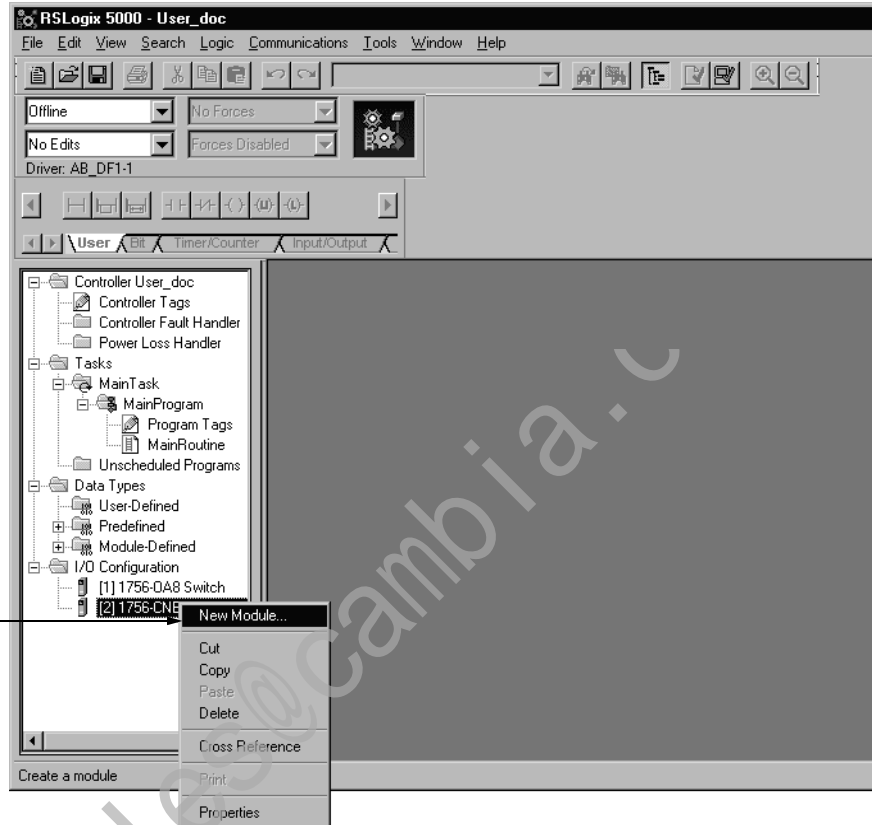 RSLogix 5000 - User_doc
File Edit View Search Logic Communications Tools Window Help
Offline No Forces
No Edits Forces Disabled
Driver: AB_DF1-1
User Bit Timer/Counter Input/Output
Controller User_doc
Controller Tags
Controller Fault Handler
Power Loss Handler
Tasks
MainTask
MainProgram
Program Tags
MainRoutine
Unscheduled Programs
Data Types
User-Defined
Predefined
Module-Defined
I/O Configuration
[1] 1756-OA8 Switch
[2] 1756-CNB
New Module...
Cut
Copy
Paste
Delete
Cross Reference
Print
Properties
Create a module
les@cambia.c